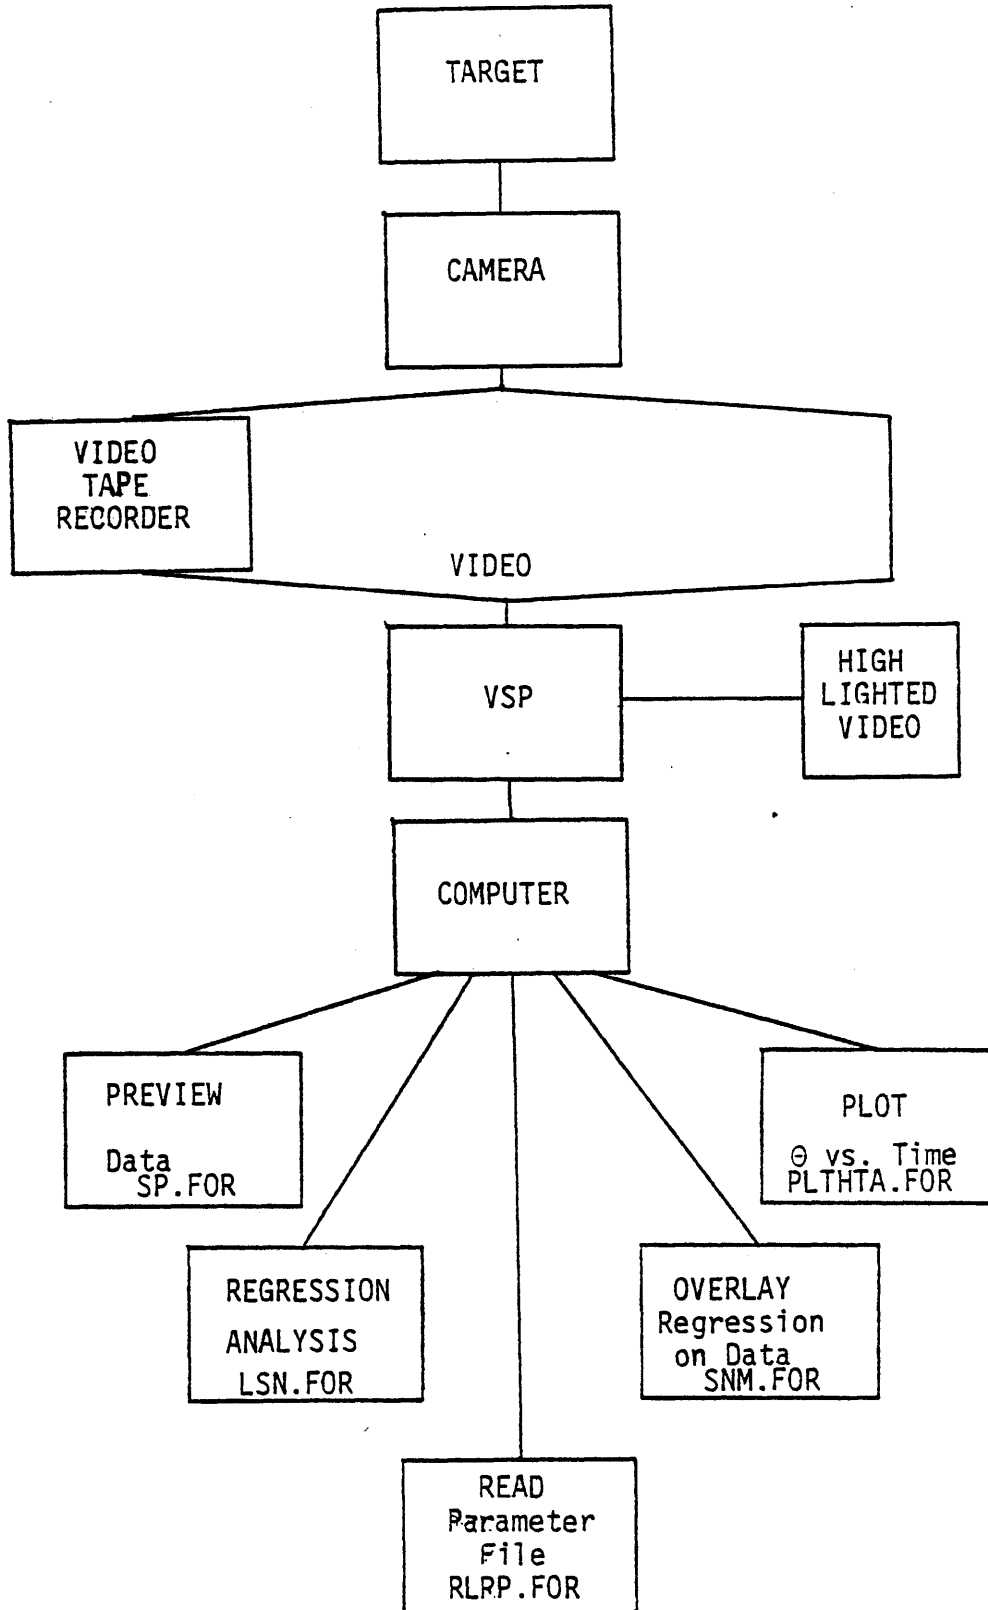 TARGET
CAMERA
VIDEO
TAPE
RECORDER
VIDEO
VSP
HIGH
LIGHTED
VIDEO
COMPUTER
PREVIEW
Data
SP.FOR
PLOT
Θ vs. Time
PLTHTA.FOR
REGRESSION
ANALYSIS
LSN.FOR
OVERLAY
Regression
on Data
SNM.FOR
READ
Parameter
File
RLRP.FOR